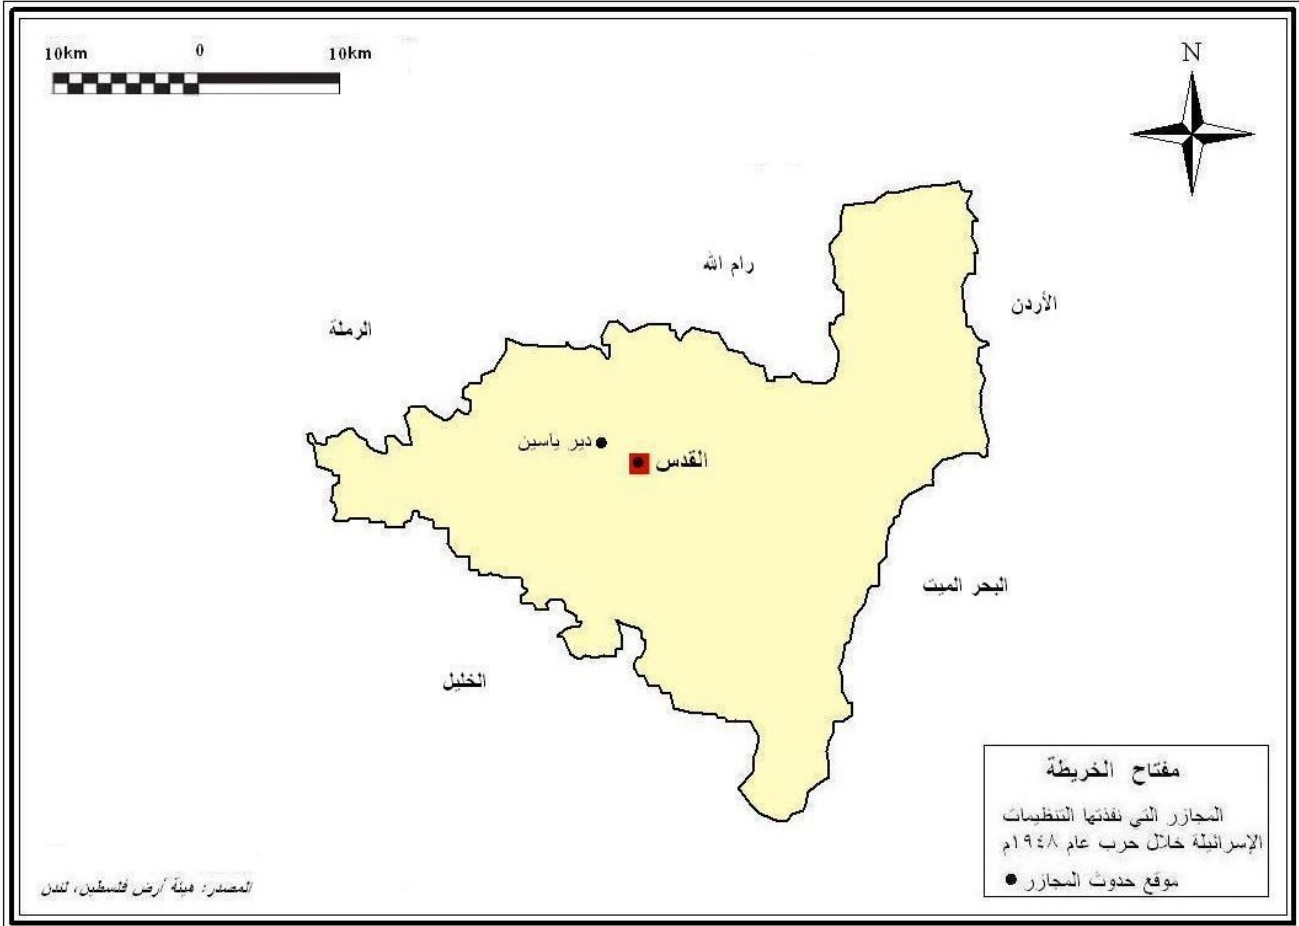 10km 0 10km
N
رام الله
الأردن
الرملة
دير ياسين
القدس
البحر الميت
الخليل
مفتاح الخريطة
المجازر التي نفذتها التنظيمات
الإسرائيلة خلال حرب عام ١٩٤٨م
موقع حدوث المجازر
المصدر: هيئة أرض فلسطين، لندن